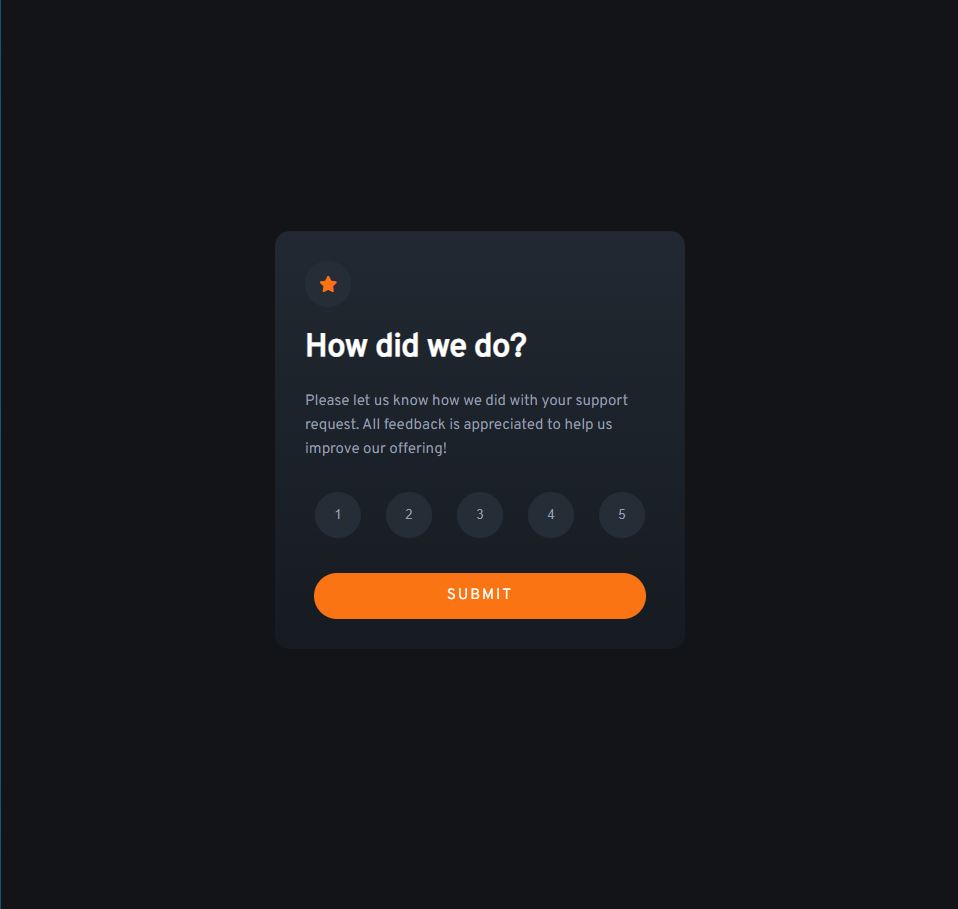 How did we do?
Please let us know how we did with your support
request. All feedback is appreciated to help us
improve our offering!
1 2 3 4 5
SUBMIT